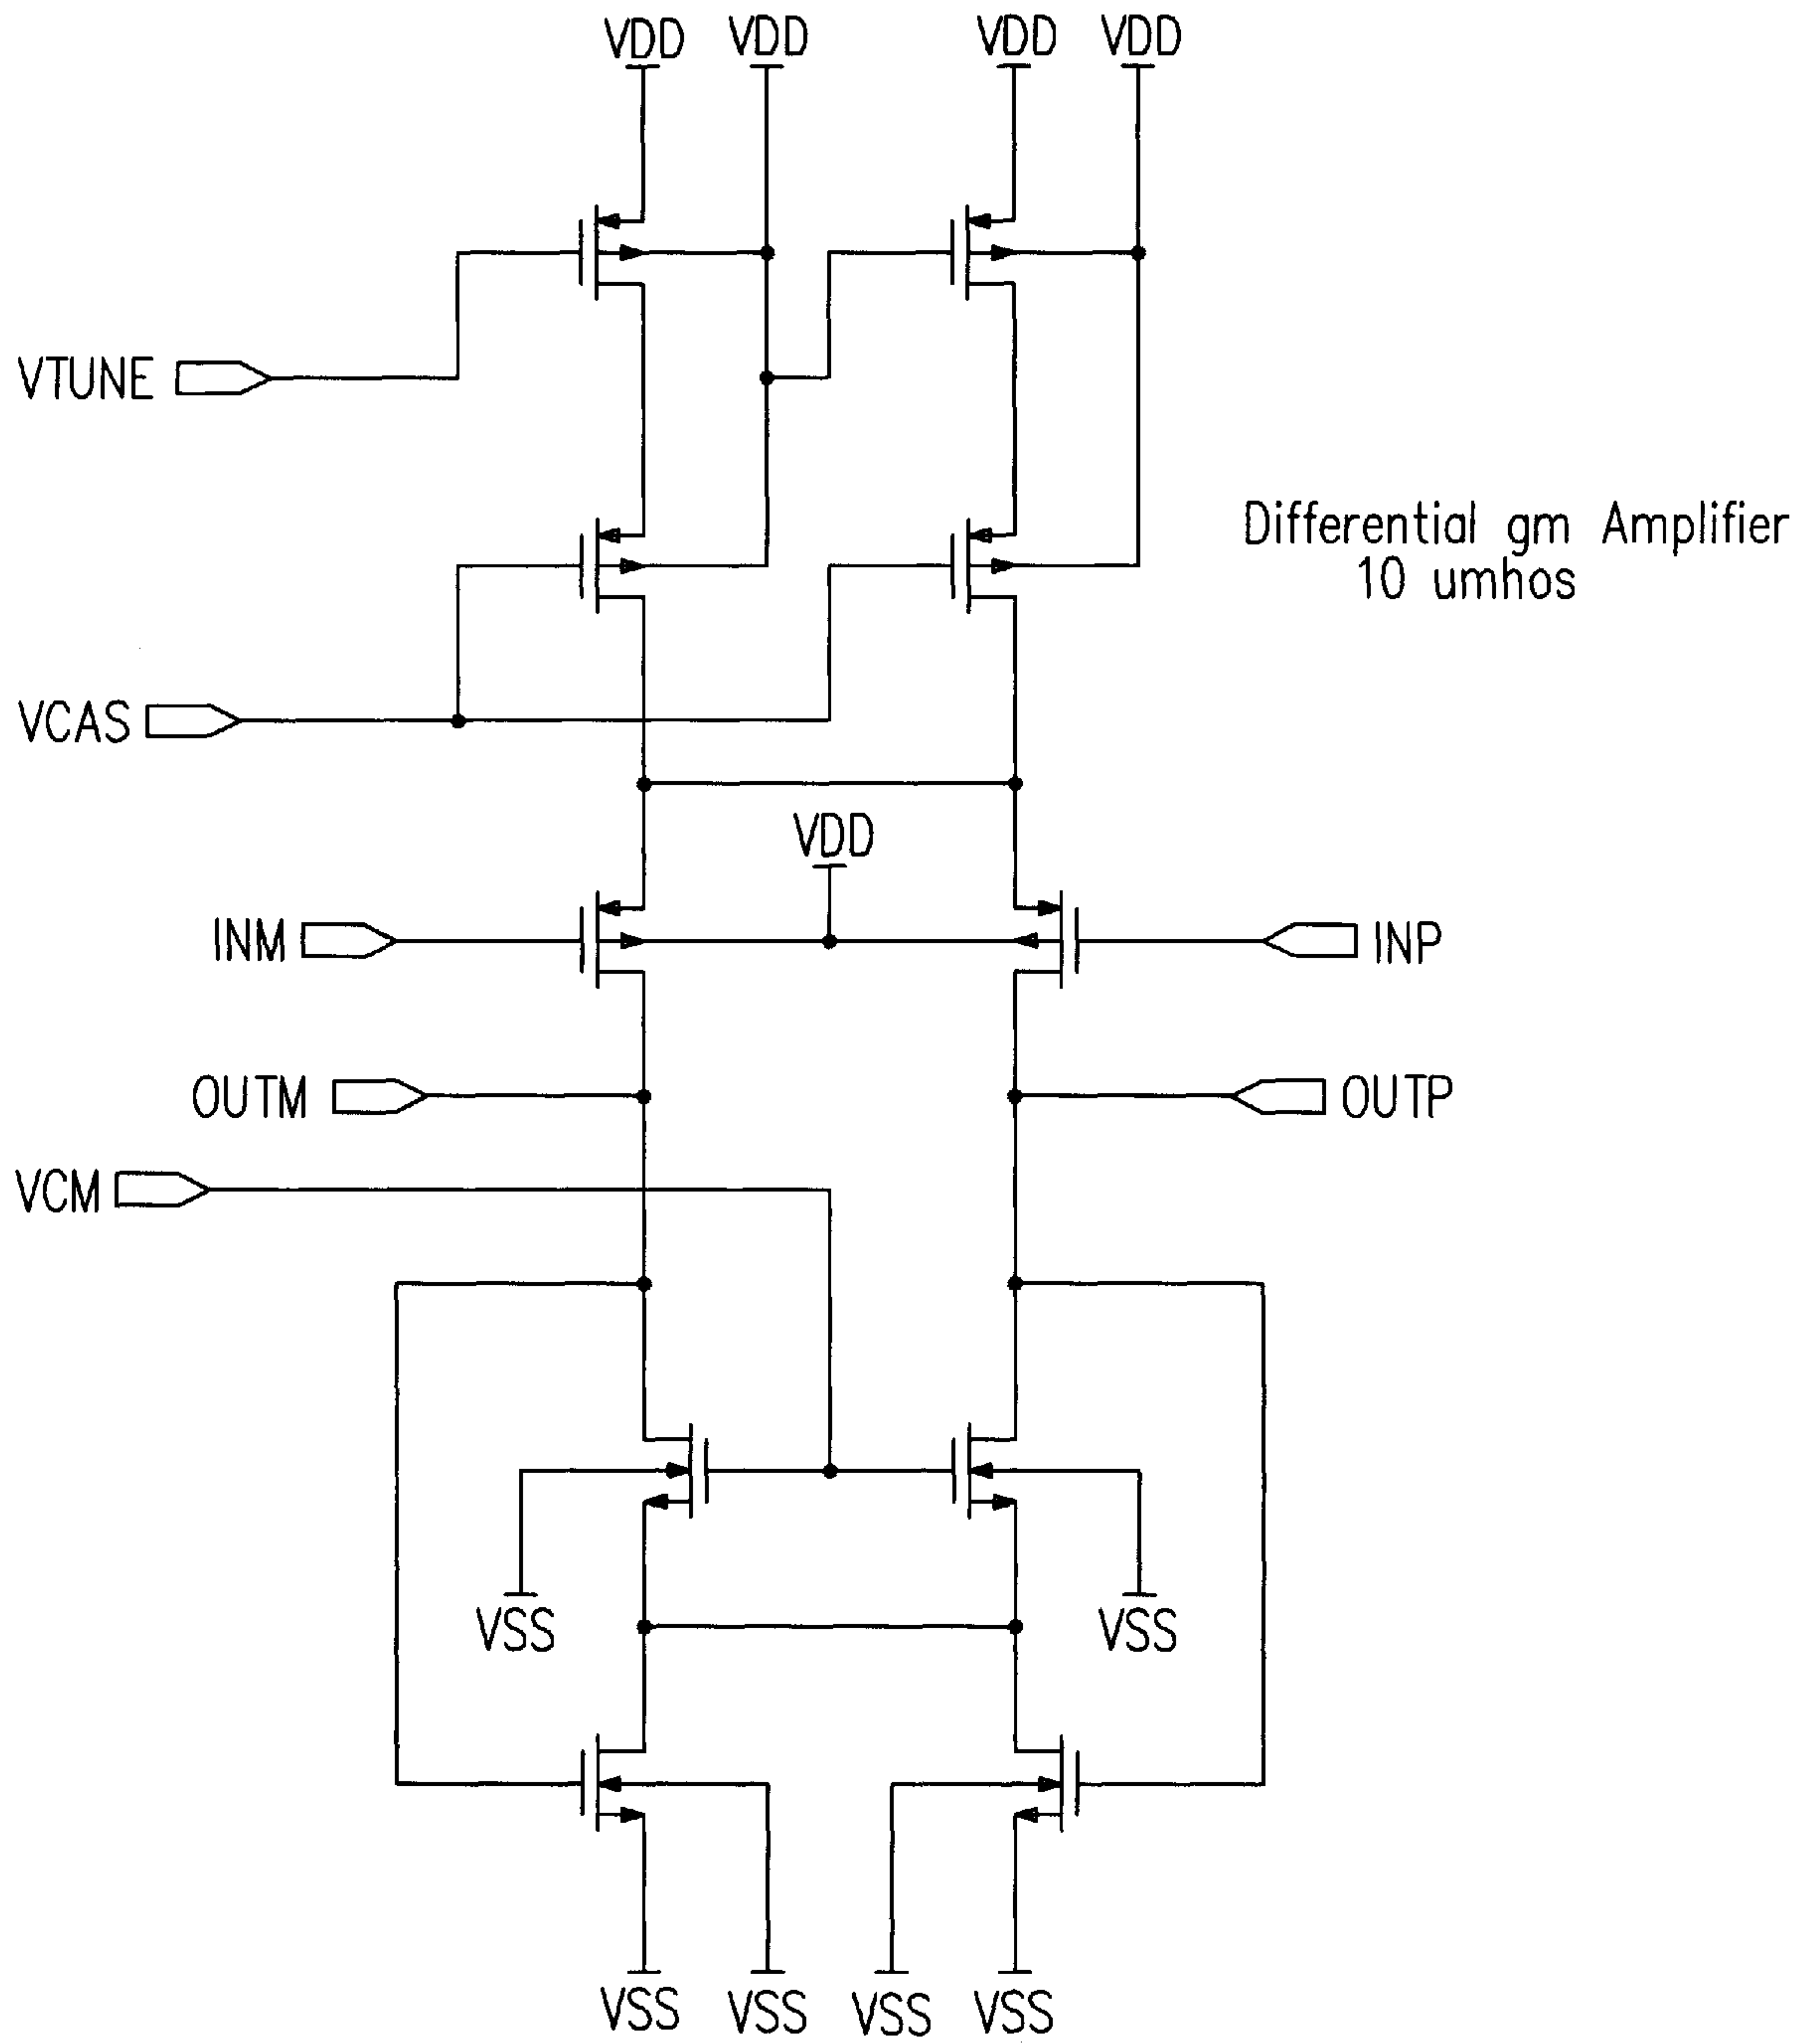 VDD VDD VDD VDD
VTUNE
Differential gm Amplifier
10 umhos
VCAS
VDD
INM
INP
OUTM
OUTP
VCM
VSS
VSS
VSS VSS VSS VSS